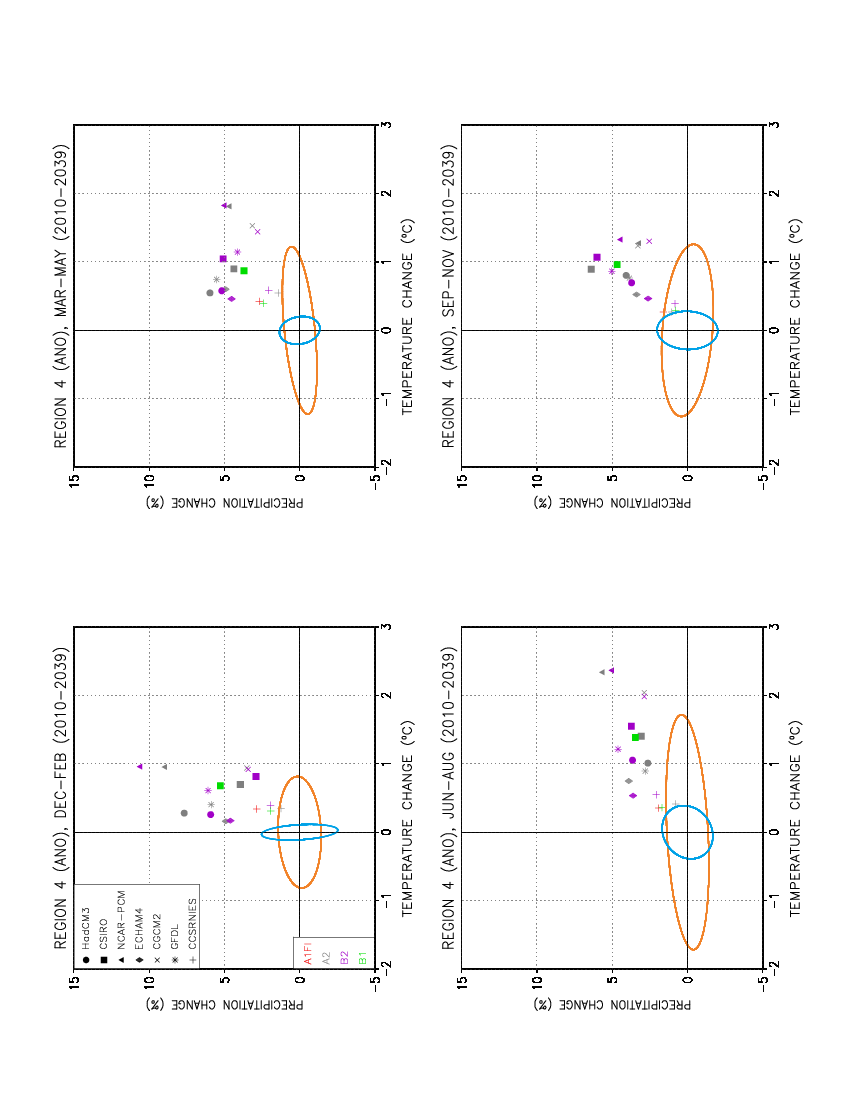 REGION 4 (ANO), DEC-FEB (2010-2039)
PRECIPITATION CHANGE (%)
15
10
5
0
-5
HadCM3
CSIRO
NCAR-PCM
ECHAM4
CGCM2
GFDL
CCSRNIES
A1FI
A2
B2
B1
-2 -1 0 1 2 3
TEMPERATURE CHANGE (ºC)
REGION 4 (ANO), MAR-MAY (2010-2039)
PRECIPITATION CHANGE (%)
15
10
5
0
-5
-2 -1 0 1 2 3
TEMPERATURE CHANGE (ºC)
REGION 4 (ANO), JUN-AUG (2010-2039)
PRECIPITATION CHANGE (%)
15
10
5
0
-5
-2 -1 0 1 2 3
TEMPERATURE CHANGE (ºC)
REGION 4 (ANO), SEP-NOV (2010-2039)
PRECIPITATION CHANGE (%)
15
10
5
0
-5
-2 -1 0 1 2 3
TEMPERATURE CHANGE (ºC)